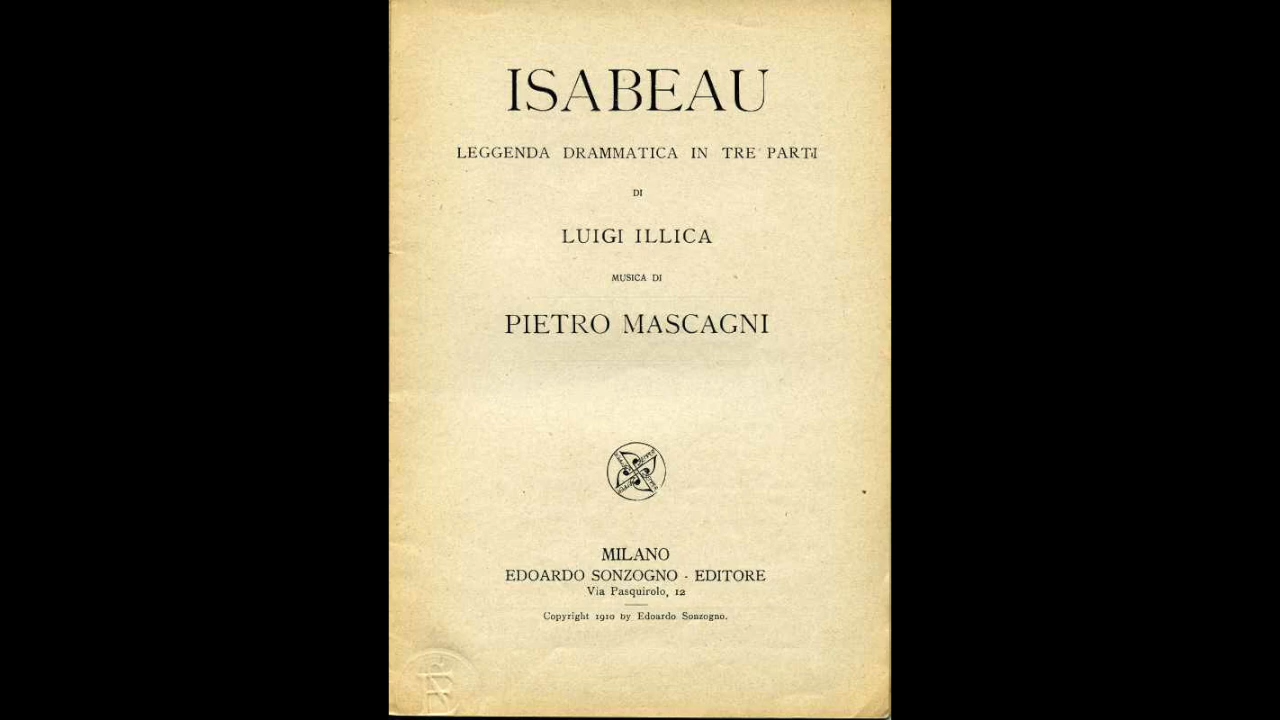 ISABEAU
LEGGENDA DRAMMATICA IN TRE PARTI
DI
LUIGI ILLICA
MUSICA DI
PIETRO MASCAGNI
MILANO
EDOARDO SONZOGNO - EDITORE
Via Pasquirolo, 12
Copyright 1910 by Edoardo Sonzogno.